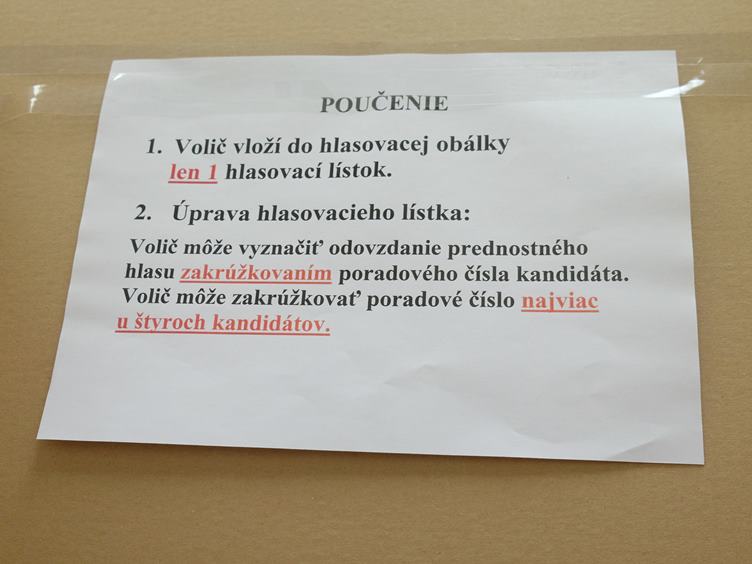 POUČENIE
1. Volič vloží do hlasovacej obálky
len 1 hlasovací lístok.
2. Úprava hlasovacieho lístka:
Volič môže vyznačiť odovzdanie prednostného
hlasu zakrúžkovaním poradového čísla kandidáta.
Volič môže zakrúžkovať poradové číslo najviac
u štyroch kandidátov.